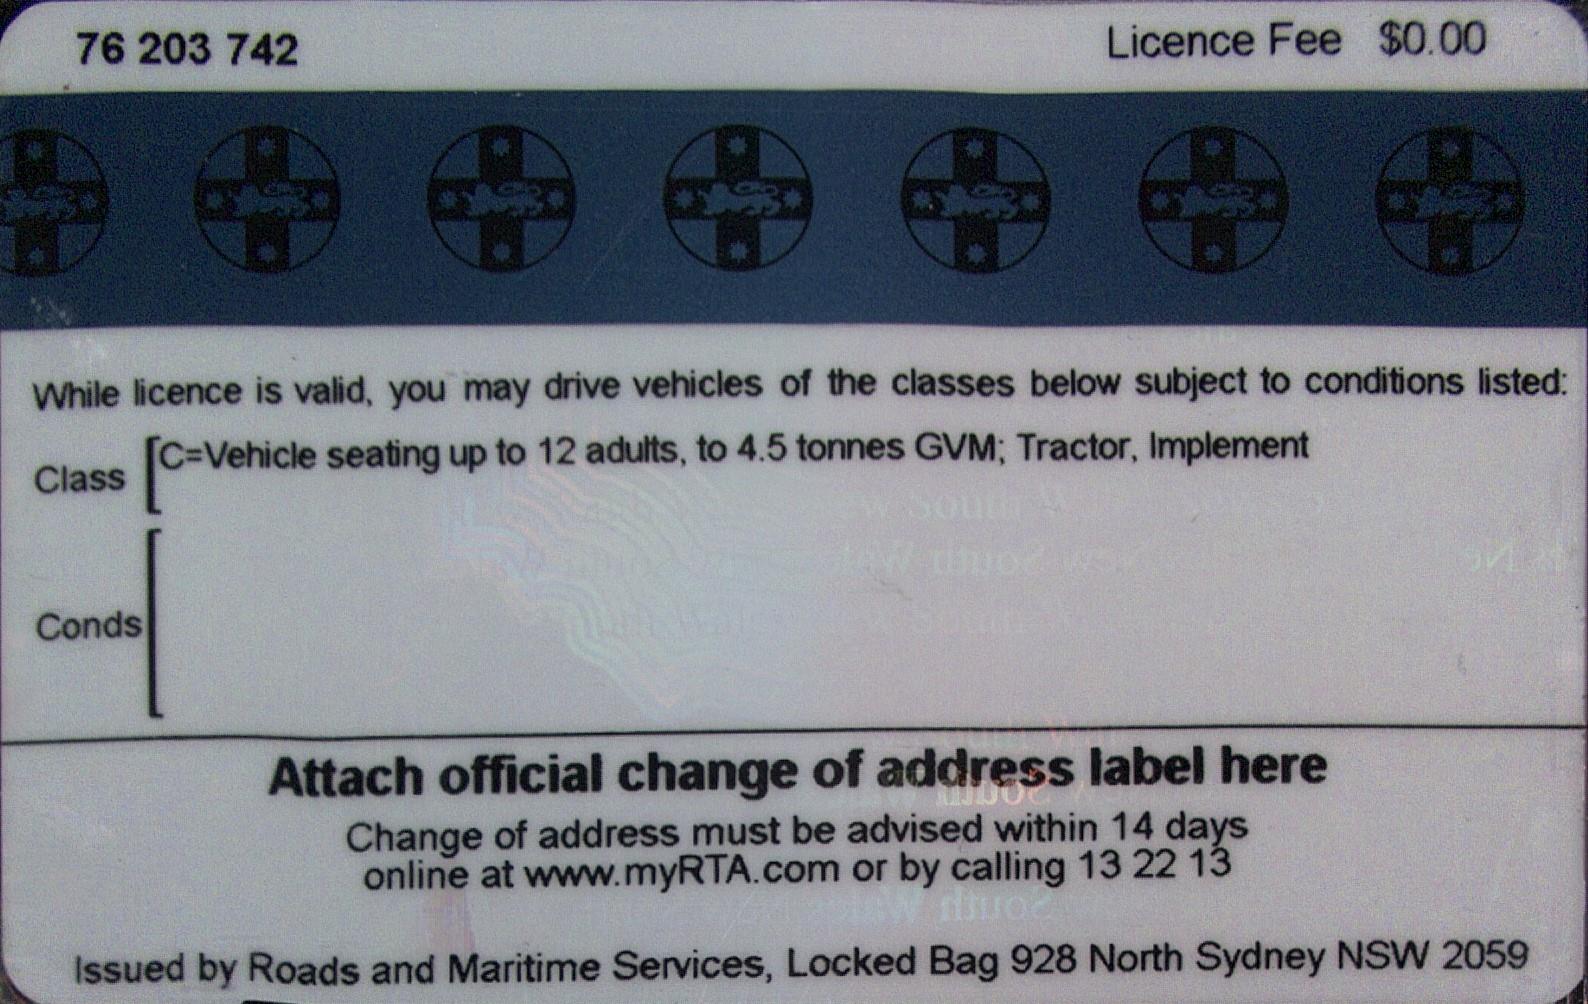 76 203 742
Licence Fee $0.00
While licence is valid, you may drive vehicles of the classes below subject to conditions listed:
Class [C=Vehicle seating up to 12 adults, to 4.5 tonnes GVM; Tractor, Implement
Conds [
Attach official change of address label here
Change of address must be advised within 14 days
online at www.myRTA.com or by calling 13 22 13
Issued by Roads and Maritime Services, Locked Bag 928 North Sydney NSW 2059